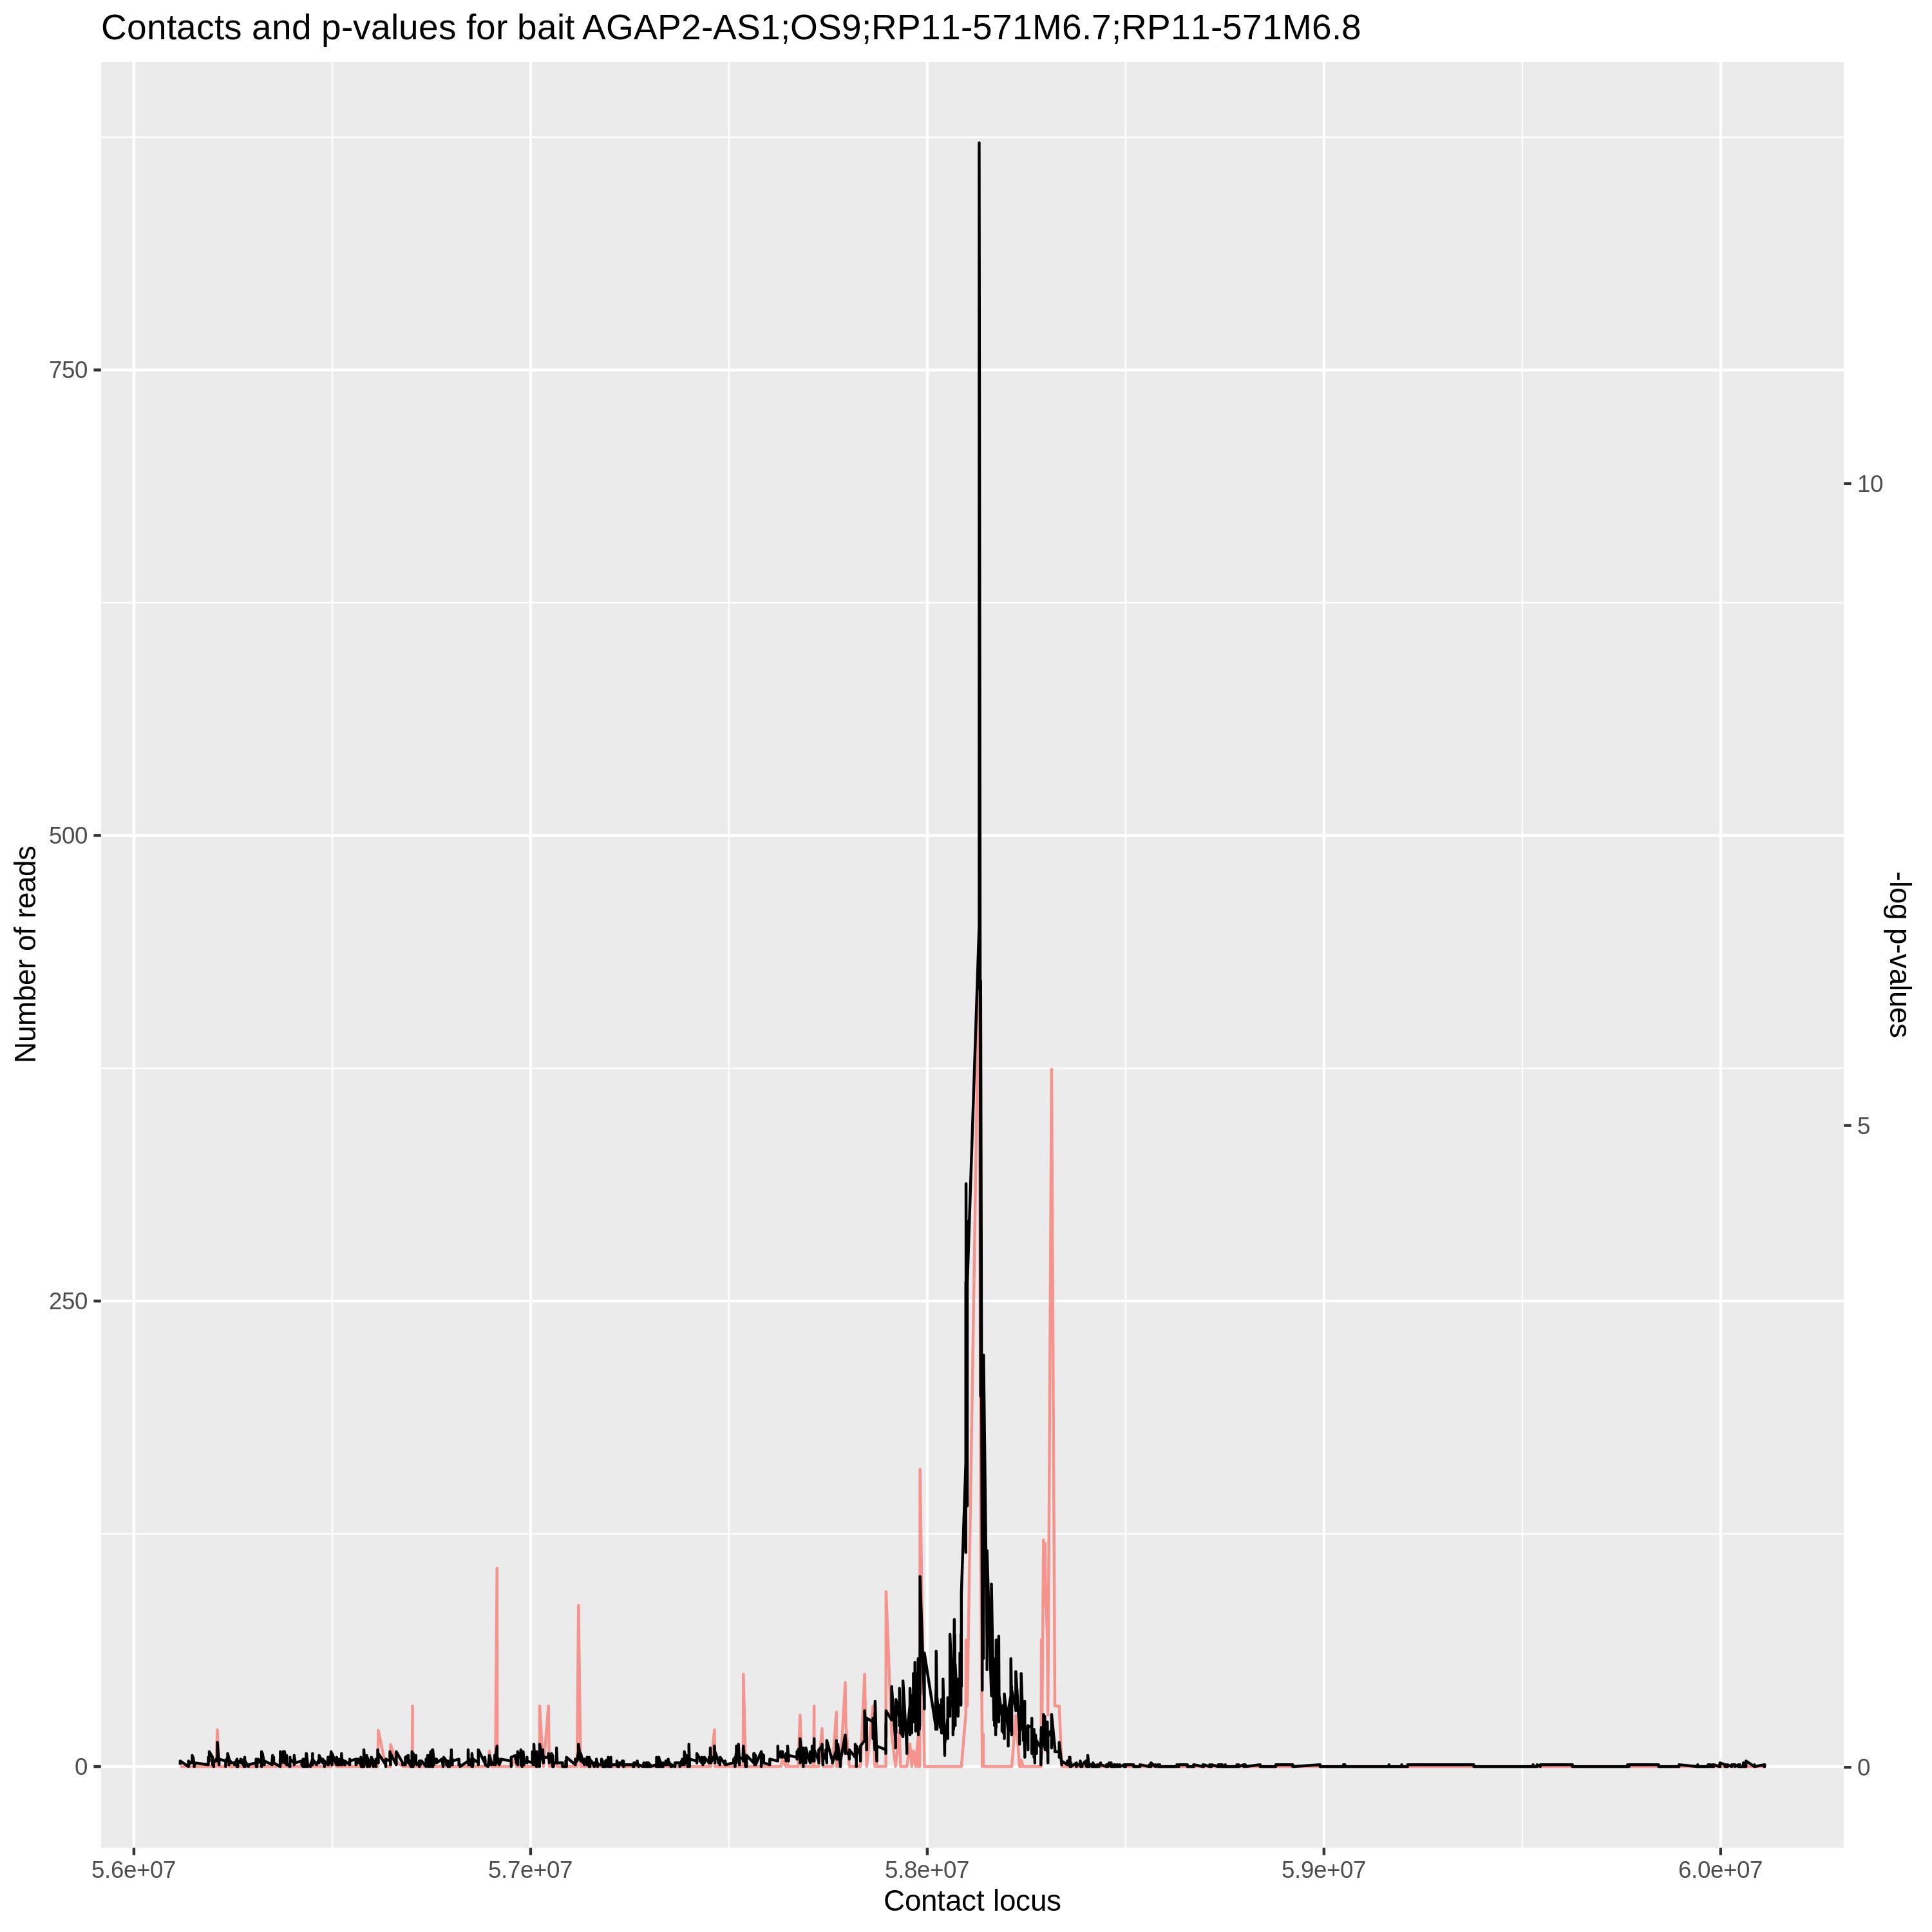 Contacts and p-values for bait AGAP2-AS1;OS9;RP11-571M6.7;RP11-571M6.8
750
500
250
0
Number of reads
10
5
0
-log p-values
5.6e+07
5.7e+07
5.8e+07
5.9e+07
6.0e+07
Contact locus